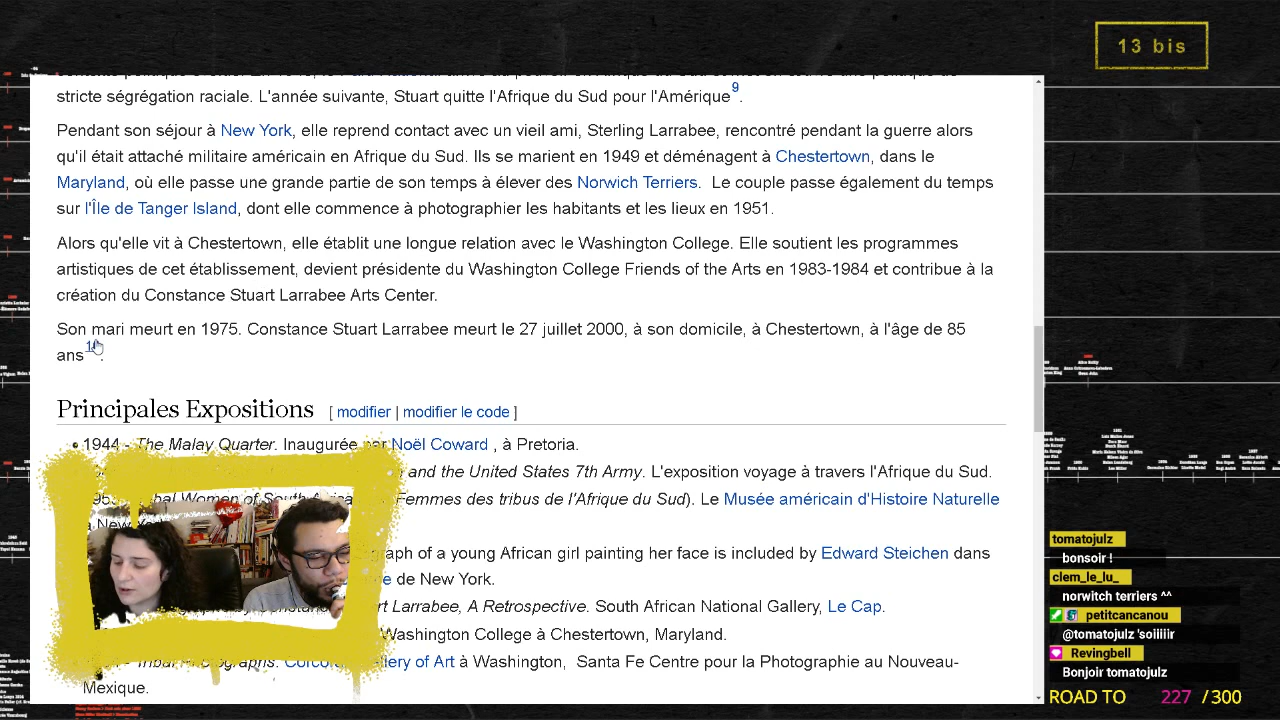 13 bis
stricte ségrégation raciale. L'année suivante, Stuart quitte l'Afrique du Sud pour l'Amérique9.
Pendant son séjour à New York, elle reprend contact avec un vieil ami, Sterling Larrabee, rencontré pendant la guerre alors
qu'il était attaché militaire américain en Afrique du Sud. Ils se marient en 1949 et déménagent à Chestertown, dans le
Maryland, où elle passe une grande partie de son temps à élever des Norwich Terriers. Le couple passe également du temps
sur l'Île de Tanger Island, dont elle commence à photographier les habitants et les lieux en 1951.
Alors qu'elle vit à Chestertown, elle établit une longue relation avec le Washington College. Elle soutient les programmes
artistiques de cet établissement, devient présidente du Washington College Friends of the Arts en 1983-1984 et contribue à la
création du Constance Stuart Larrabee Arts Center.
Son mari meurt en 1975. Constance Stuart Larrabee meurt le 27 juillet 2000, à son domicile, à Chestertown, à l'âge de 85
ans
Principales Expositions [ modifier | modifier le code ]
• 1944 - The Malay Quarter. Inaugurée par Noël Coward , à Pretoria.
and the United States 7th Army. L'exposition voyage à travers l'Afrique du Sud.
Women of South Africa Femmes des tribus de l'Afrique du Sud). Le Musée américain d'Histoire Naturelle
à New York
of a young African girl painting her face is included by Edward Steichen dans
de New York.
Larrabee, A Retrospective. South African National Gallery, Le Cap.
Washington College à Chestertown, Maryland.
Gallery of Art à Washington, Santa Fe Centre pour la Photographie au Nouveau-
Mexique.
tomatojulz
bonsoir !
clem_le_lu_
norwitch terriers ^^
petitcancanou
@tomatojulz 'soiiiiir
Revingbell
Bonjoir tomatojulz
ROAD TO 227 / 300